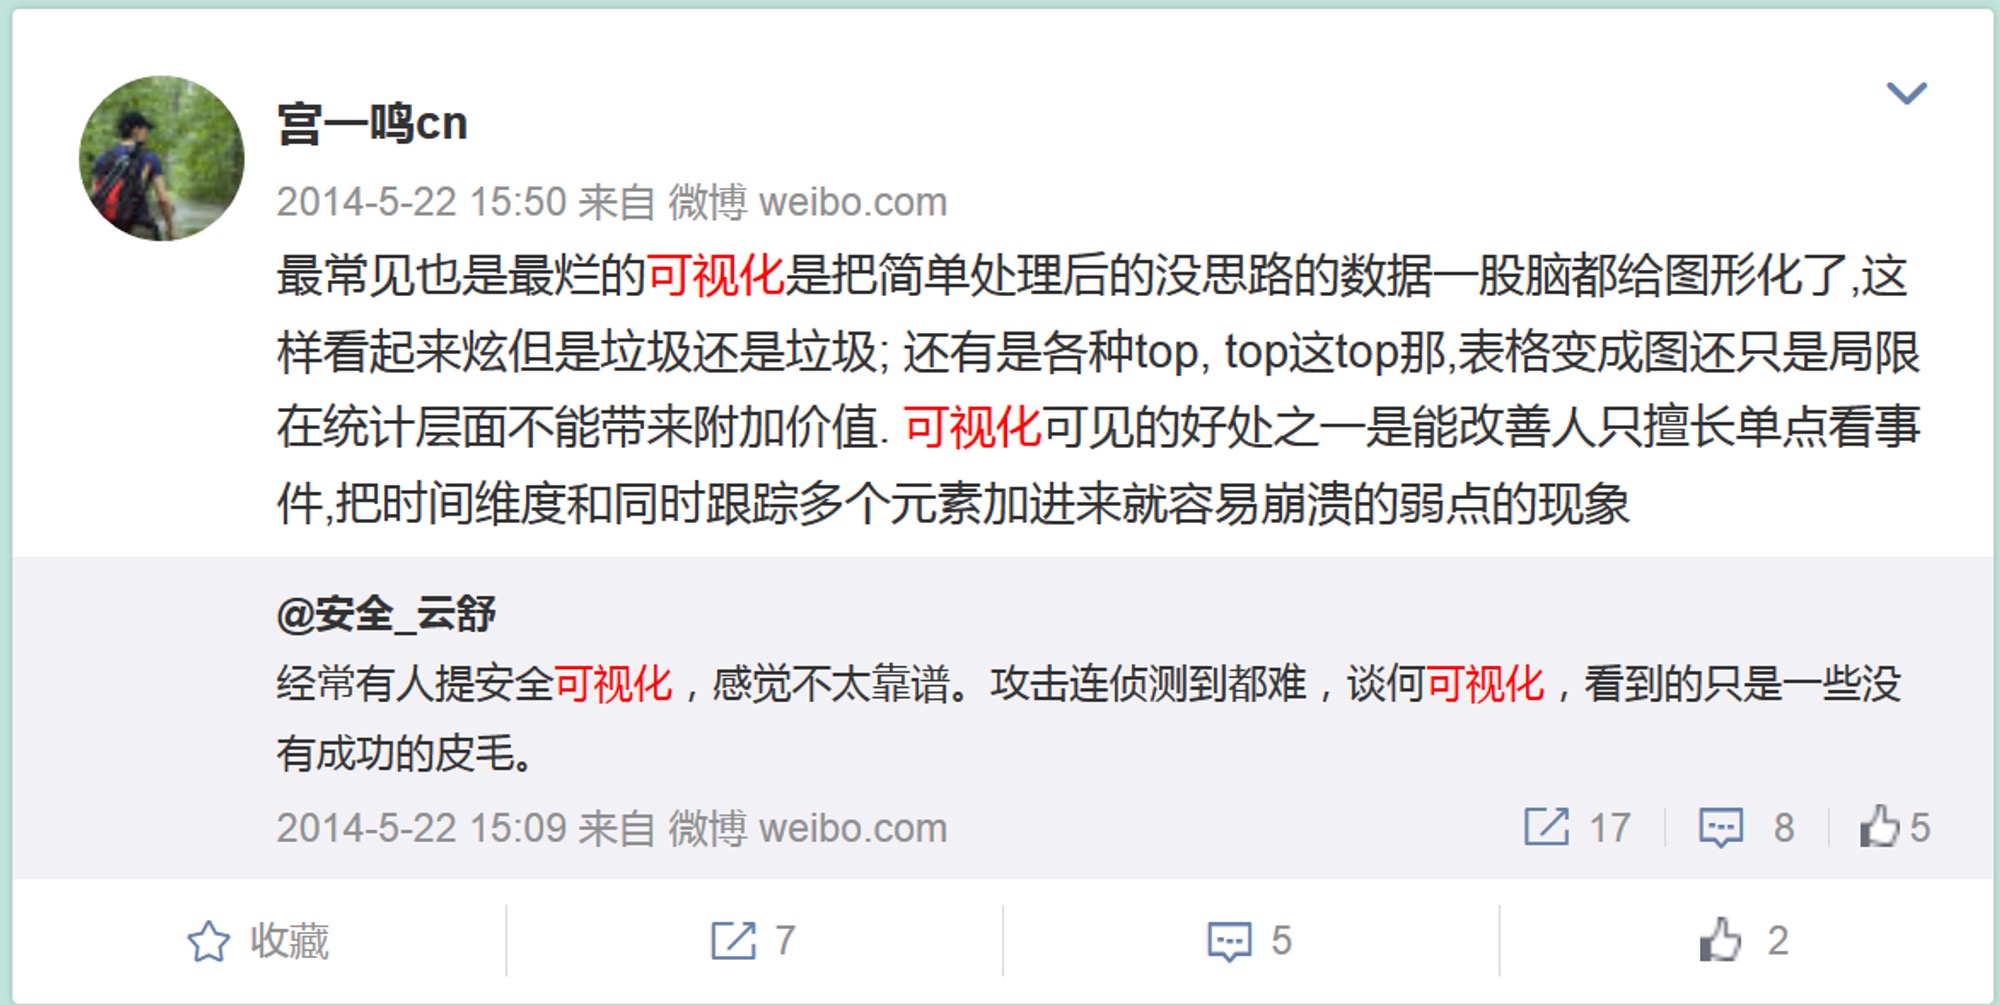 宫一鸣cn
2014-5-22 15:50 来自 微博 weibo.com
最常见也是最烂的可视化是把简单处理后的没思路的数据一股脑都给图形化了,这
样看起来炫但是垃圾还是垃圾; 还有是各种top, top这top那,表格变成图还只是局限
在统计层面不能带来附加价值. 可视化可见的好处之一是能改善人只擅长单点看事
件,把时间维度和同时跟踪多个元素加进来就容易崩溃的弱点的现象
@安全_云舒
经常有人提安全可视化，感觉不太靠谱。攻击连侦测到都难，谈何可视化，看到的只是一些没
有成功的皮毛。
2014-5-22 15:09 来自 微博 weibo.com 17 8 5
收藏 7 5 2